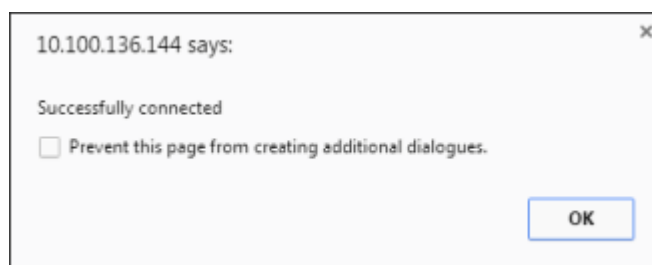 10.100.136.144 says:
Successfully connected
Prevent this page from creating additional dialogues.
OK